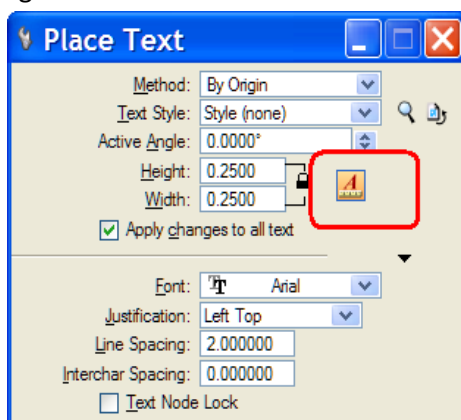 Place Text
Method: By Origin
Text Style: Style (none)
Active Angle: 0.0000°
Height: 0.2500
Width: 0.2500
A
Apply changes to all text
Font: Arial
Justification: Left Top
Line Spacing: 2.000000
Interchar Spacing: 0.000000
Text Node Lock